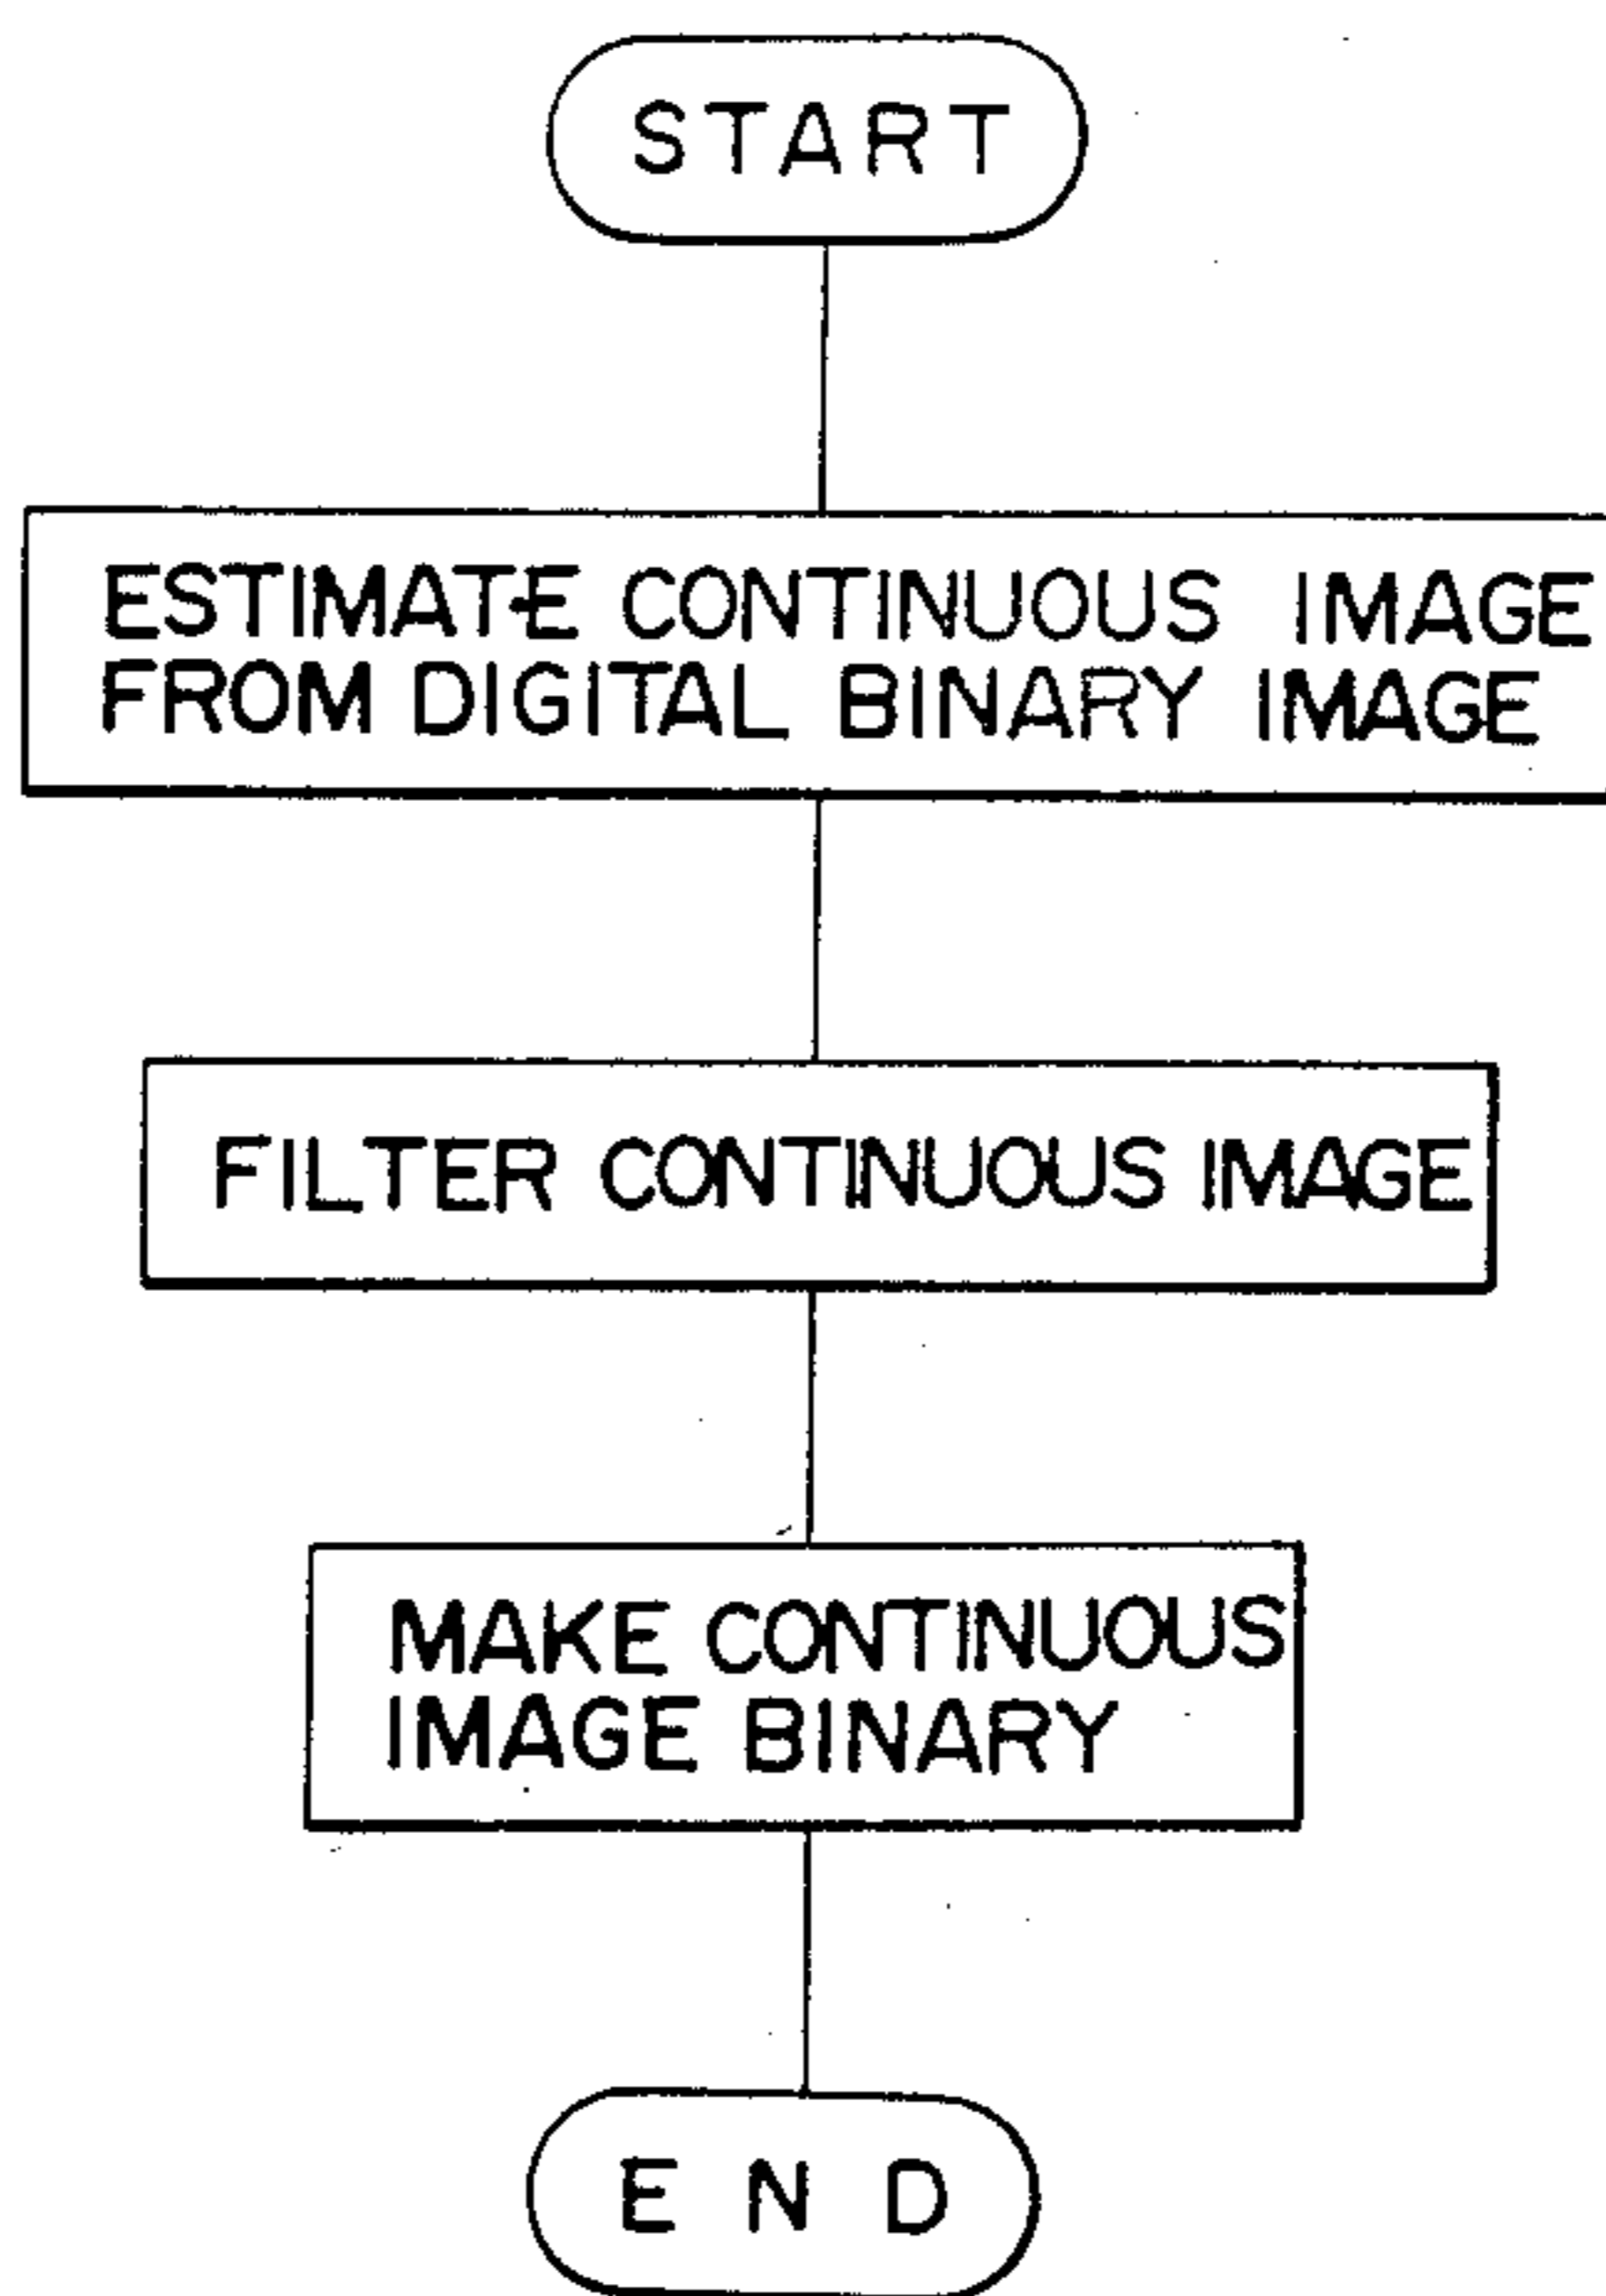 START
ESTIMATE CONTINUOUS IMAGE
FROM DIGITAL BINARY IMAGE
FILTER CONTINUOUS IMAGE
MAKE CONTINUOUS
IMAGE BINARY
END